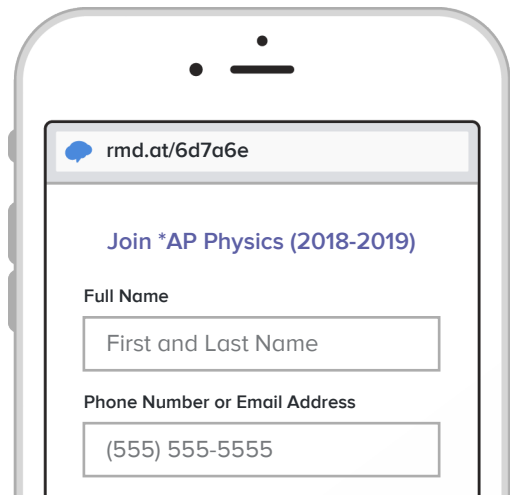 rmd.at/6d7a6e
Join *AP Physics (2018-2019)
Full Name
First and Last Name
Phone Number or Email Address
(555) 555-5555